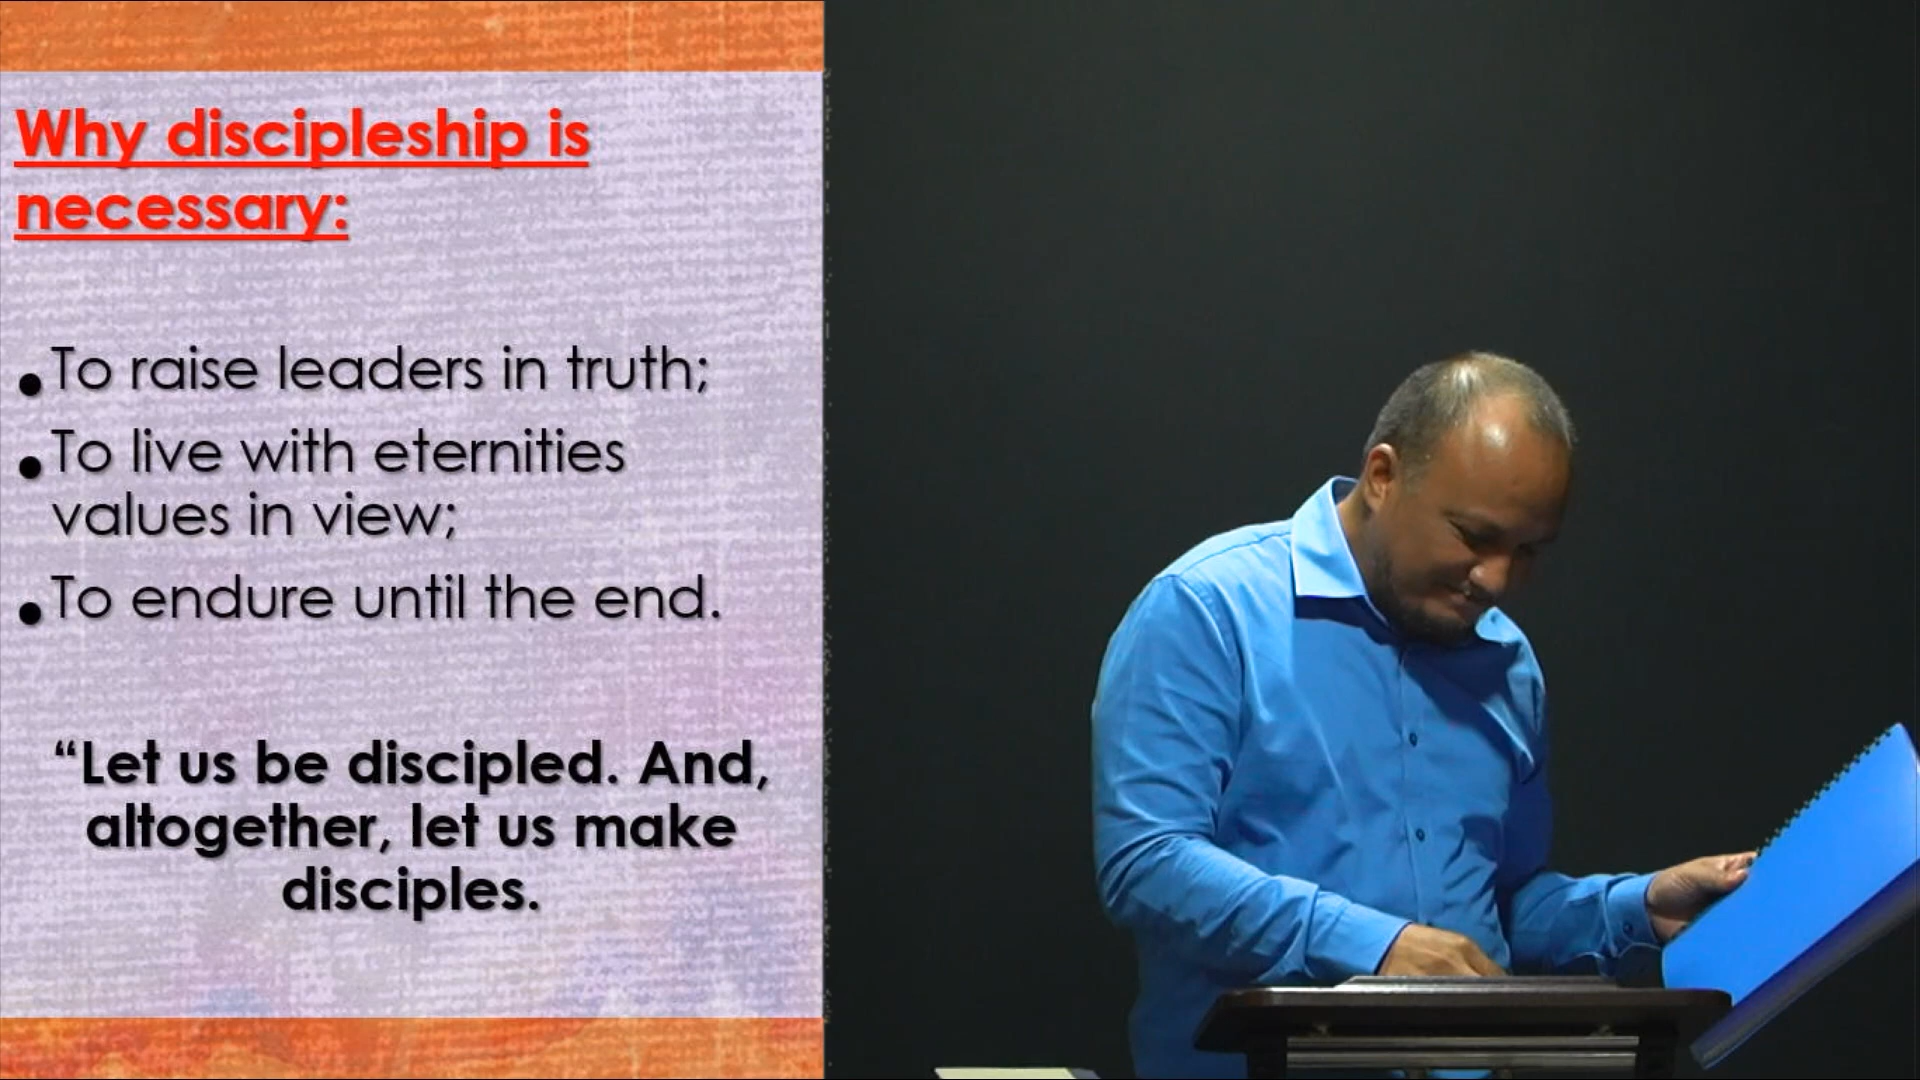 Why discipleship is
necessary:
•To raise leaders in truth;
•To live with eternities
values in view;
•To endure until the end.
“Let us be discipled. And,
altogether, let us make
disciples.